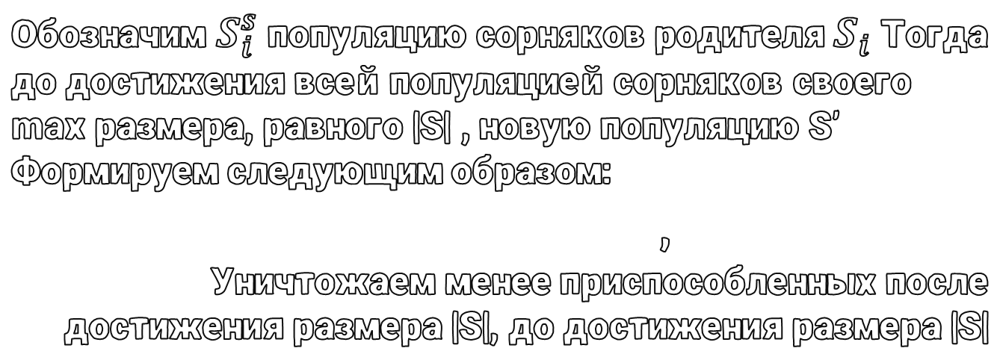 Обозначим S_i^s популяцию сорняков родителя S_i Тогда
до достижения всей популяцией сорняков своего
max размера, равного |S| , новую популяцию S′
Формируем следующим образом:
,
Уничтожаем менее приспособленных после
достижения размера |S|, до достижения размера |S|